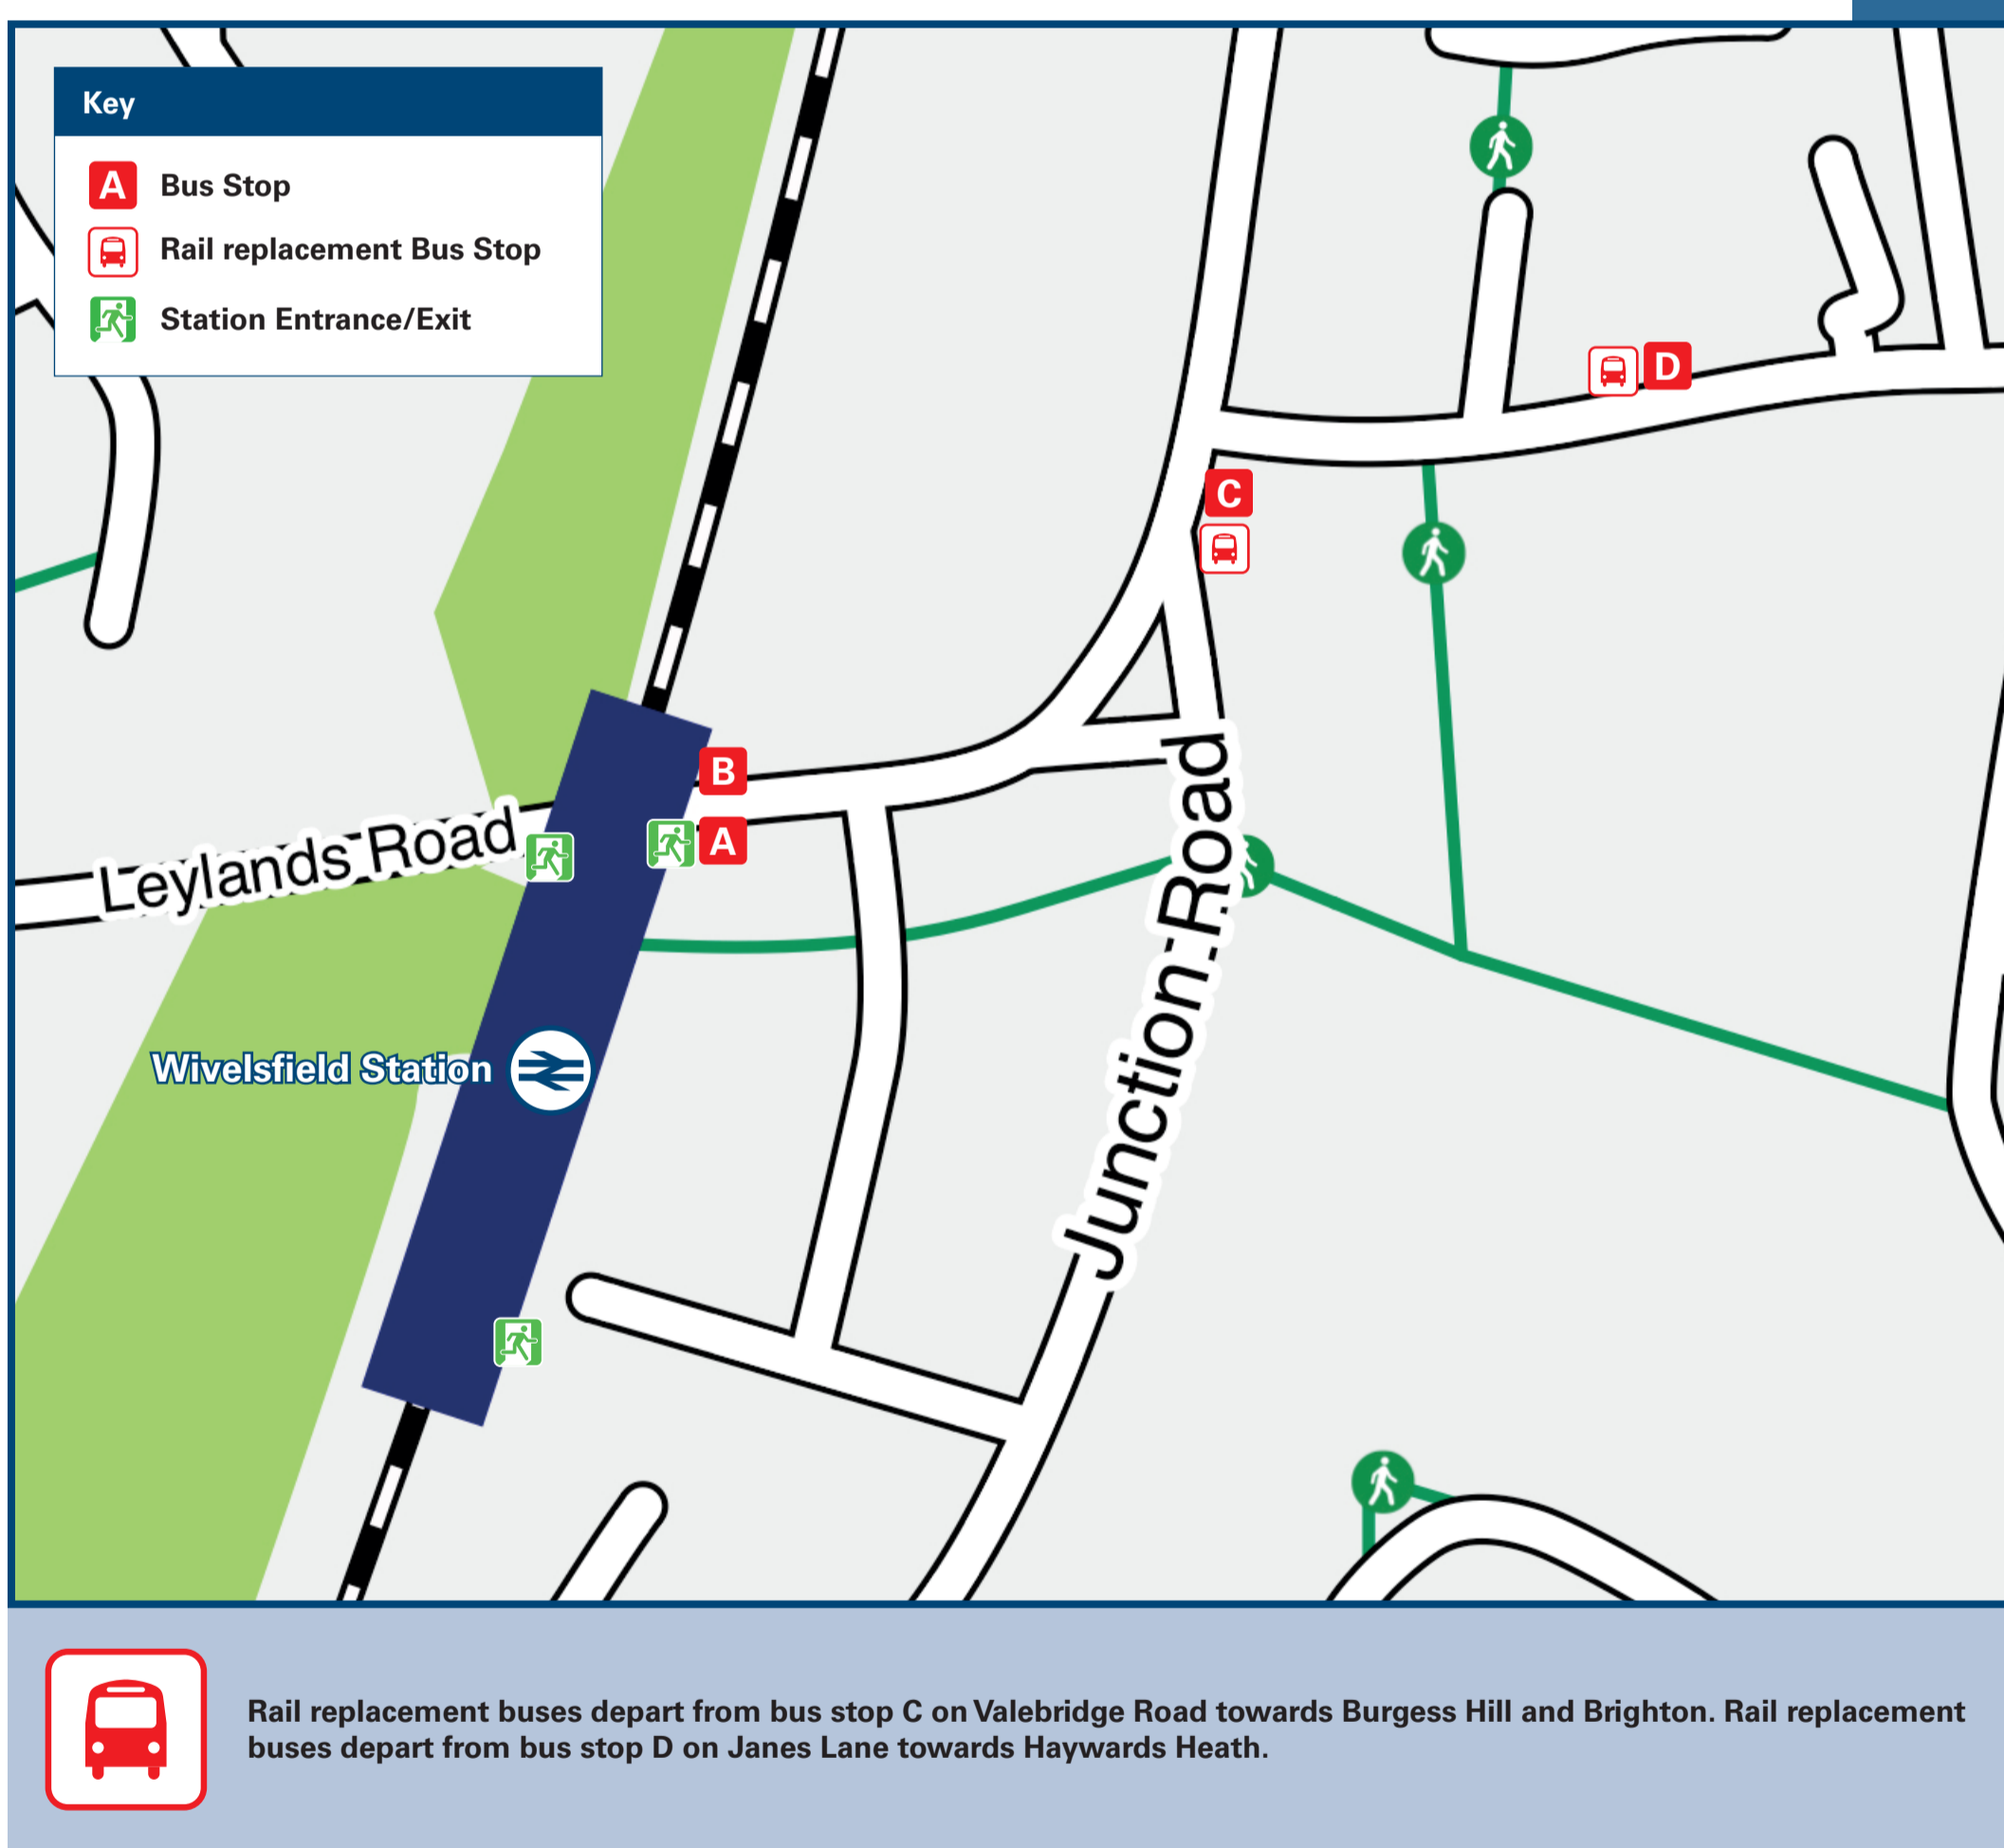 Key
A Bus Stop
Rail replacement Bus Stop
Station Entrance/Exit
D
C
B
A
Leylands Road
Junction Road
Wivelsfield Station
Rail replacement buses depart from bus stop C on Valebridge Road towards Burgess Hill and Brighton. Rail replacement
buses depart from bus stop D on Janes Lane towards Haywards Heath.